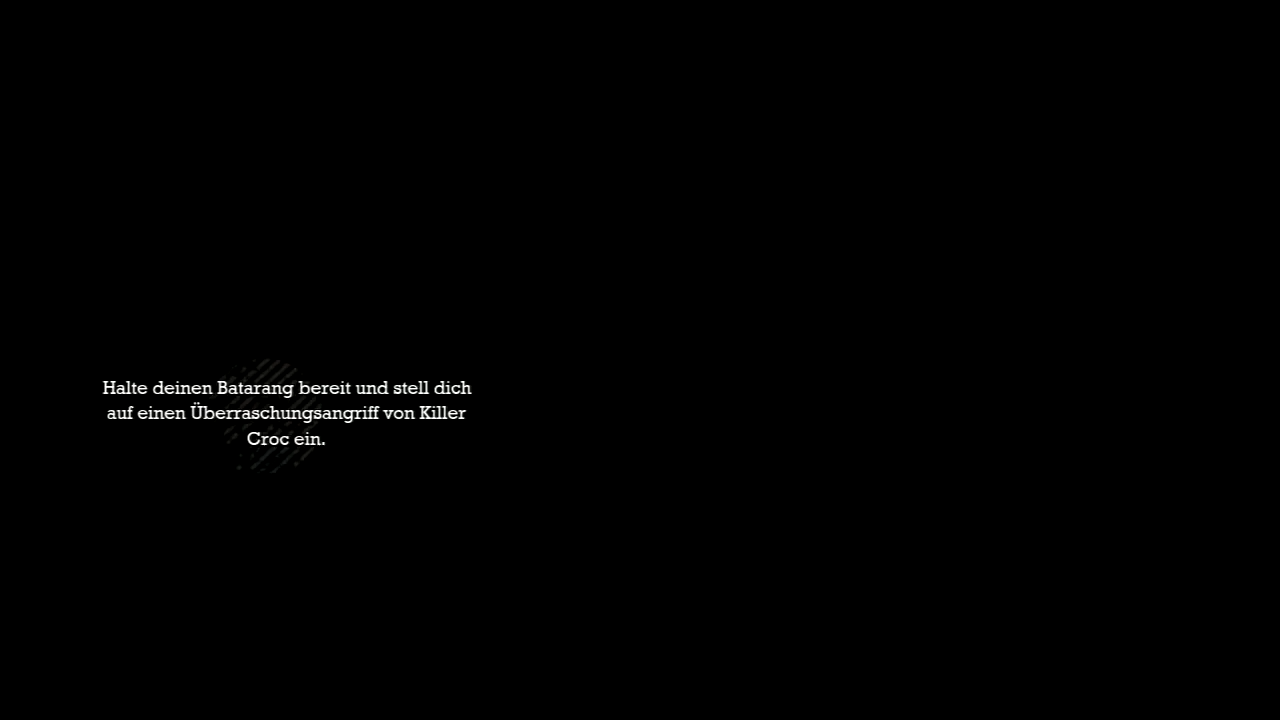 Halte deinen Batarang bereit und stell dich
auf einen Überraschungsangriff von Killer
Croc ein.